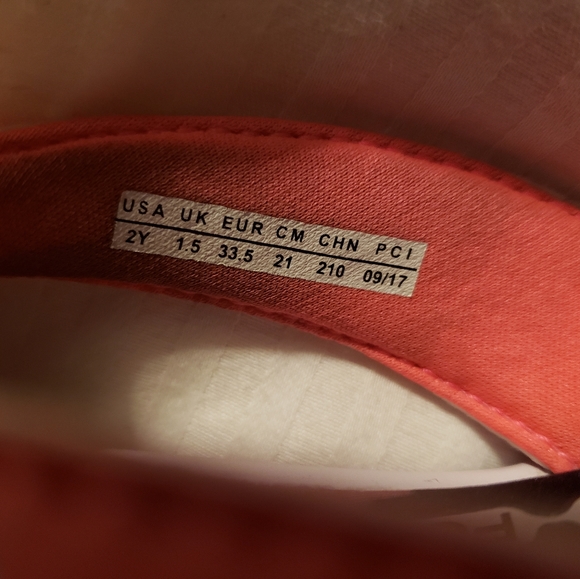 USA UK EUR CM CHN PCI
2Y 1.5 33.5 21 210 09/17